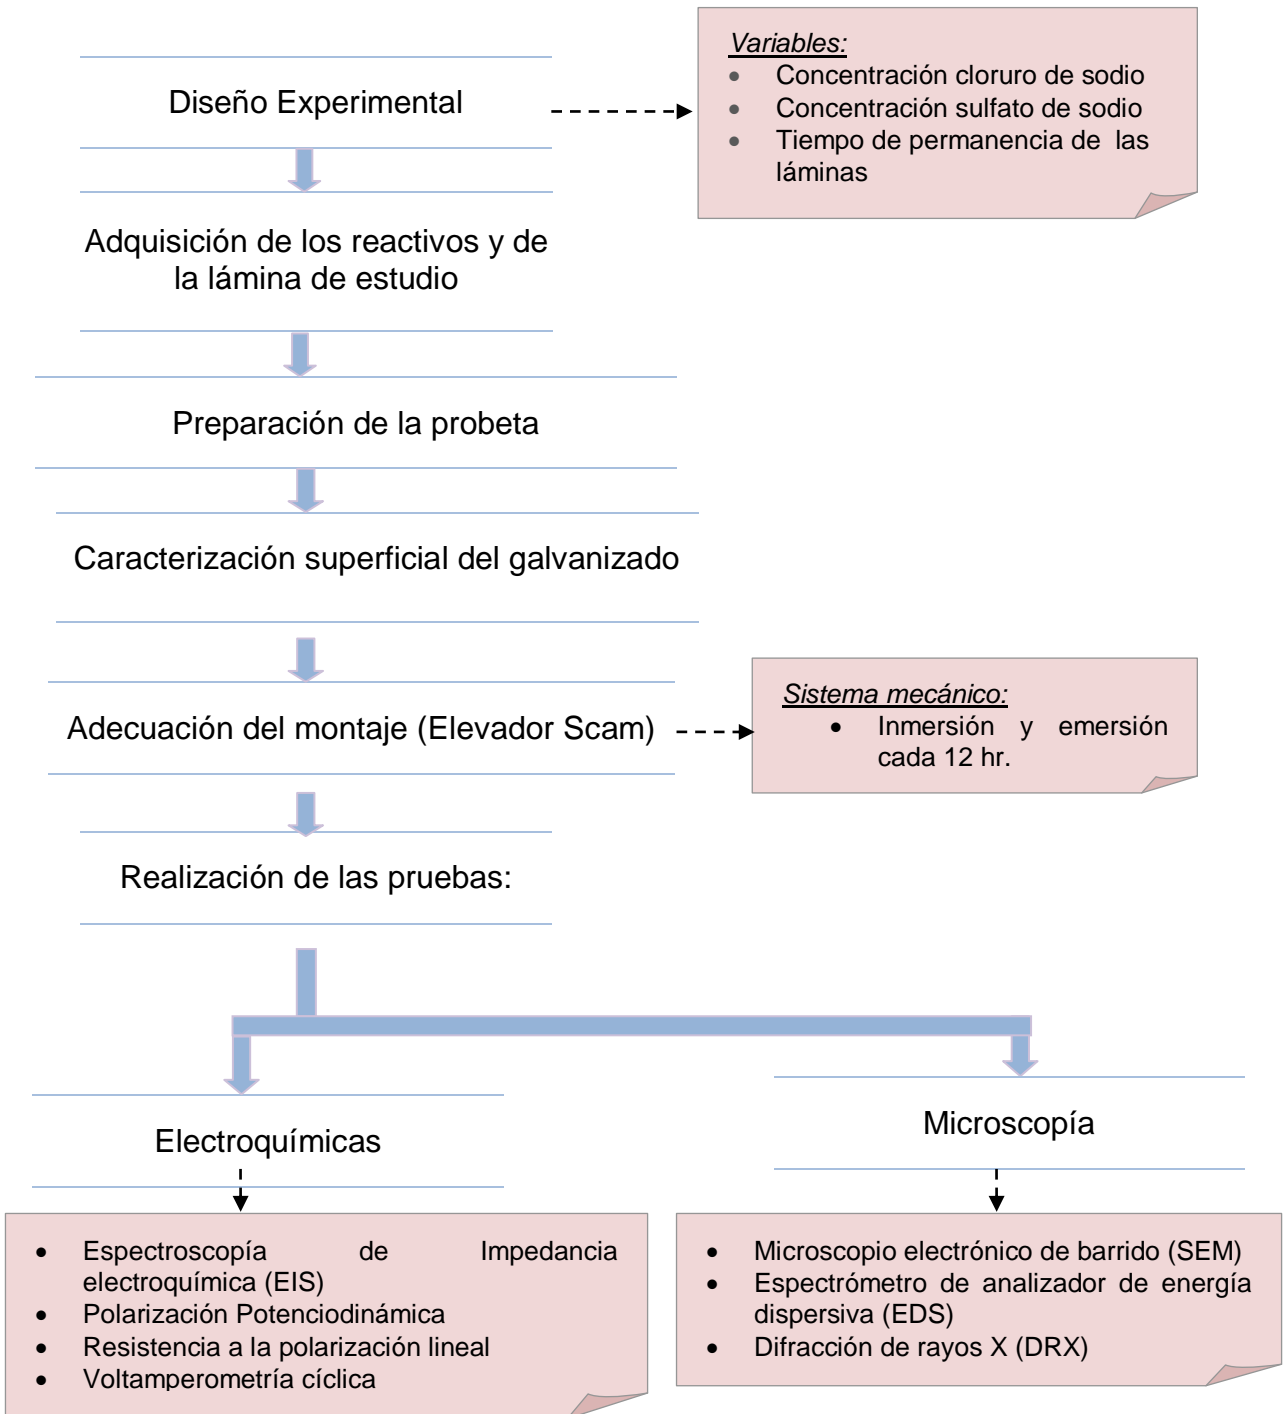 Diseño Experimental
Variables:
• Concentración cloruro de sodio
• Concentración sulfato de sodio
• Tiempo de permanencia de las
láminas
Adquisición de los reactivos y de
la lámina de estudio
Preparación de la probeta
Caracterización superficial del galvanizado
Adecuación del montaje (Elevador Scam)
Sistema mecánico:
• Inmersión y emersión
cada 12 hr.
Realización de las pruebas:
Electroquímicas
• Espectroscopía de Impedancia
electroquímica (EIS)
• Polarización Potenciodinámica
• Resistencia a la polarización lineal
• Voltamperometría cíclica
Microscopía
• Microscopio electrónico de barrido (SEM)
• Espectrómetro de analizador de energía
dispersiva (EDS)
• Difracción de rayos X (DRX)